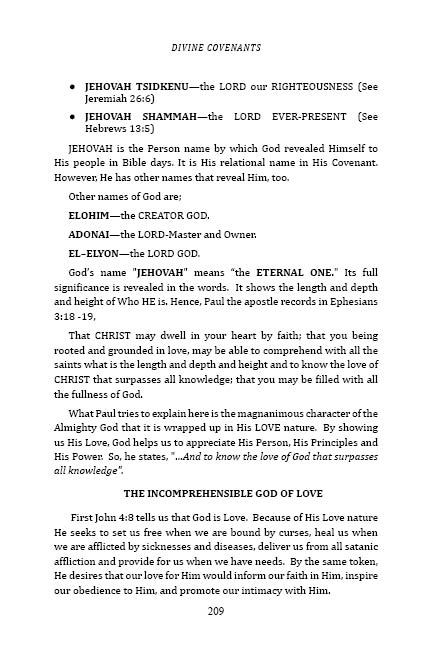 DIVINE COVENANTS
● JEHOVAH TSIDKENU—the LORD our RIGHTEOUSNESS (See
Jeremiah 26:6)
● JEHOVAH SHAMMAH—the LORD EVER-PRESENT (See
Hebrews 13:5)
JEHOVAH is the Person name by which God revealed Himself to
His people in Bible days. It is His relational name in His Covenant.
However, He has other names that reveal Him, too.
Other names of God are;
ELOHIM—the CREATOR GOD.
ADONAI—the LORD-Master and Owner.
EL–ELYON—the LORD GOD.
God's name "JEHOVAH" means “the ETERNAL ONE." Its full
significance is revealed in the words. It shows the length and depth
and height of Who HE is. Hence, Paul the apostle records in Ephesians
3:18 -19,
That CHRIST may dwell in your heart by faith; that you being
rooted and grounded in love, may be able to comprehend with all the
saints what is the length and depth and height and to know the love of
CHRIST that surpasses all knowledge; that you may be filled with all
the fullness of God.
What Paul tries to explain here is the magnanimous character of the
Almighty God that it is wrapped up in His LOVE nature. By showing
us His Love, God helps us to appreciate His Person, His Principles and
His Power. So, he states, "...And to know the love of God that surpasses
all knowledge".
THE INCOMPREHENSIBLE GOD OF LOVE
First John 4:8 tells us that God is Love. Because of His Love nature
He seeks to set us free when we are bound by curses, heal us when
we are afflicted by sicknesses and diseases, deliver us from all satanic
affliction and provide for us when we have needs. By the same token,
He desires that our love for Him would inform our faith in Him, inspire
our obedience to Him, and promote our intimacy with Him.
209